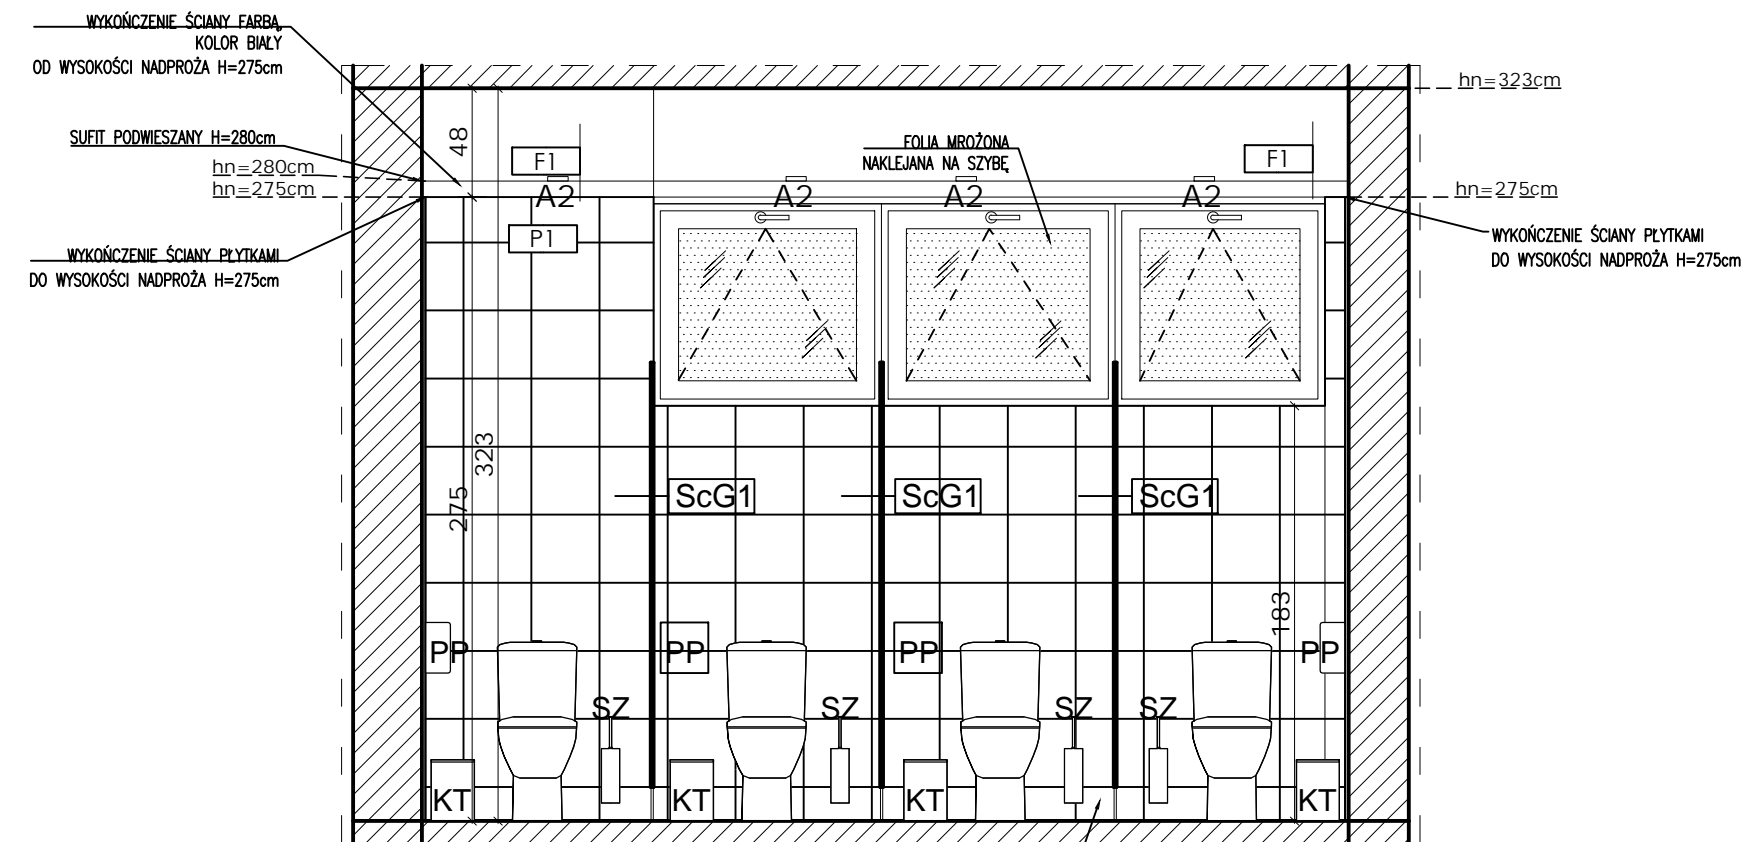 WYKOŃCZENIE ŚCIANY FARBĄ,
KOLOR BIAŁY
OD WYSOKOŚCI NADPROŻA H=275cm
hn=323cm
SUFIT PODWIESZANY H=280cm
48
F1
FOLIA MROŻONA
NAKLEJANA NA SZYBĘ
F1
hn=280cm
hn=275cm
A2
A2
A2
A2
hn=275cm
P1
WYKOŃCZENIE ŚCIANY PŁYTKAMI
DO WYSOKOŚCI NADPROŻA H=275cm
WYKOŃCZENIE ŚCIANY PŁYTKAMI
DO WYSOKOŚCI NADPROŻA H=275cm
323
275
ScG1
ScG1
ScG1
183
PP
PP
PP
PP
SZ
SZ
SZ
SZ
KT
KT
KT
KT